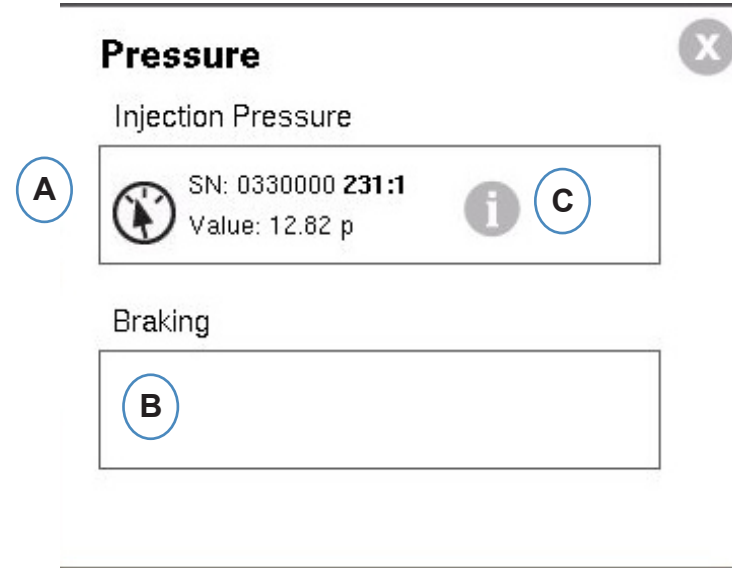 Pressure
X
Injection Pressure
A
SN: 0330000 231:1
i
C
Value: 12.82 p
Braking
B